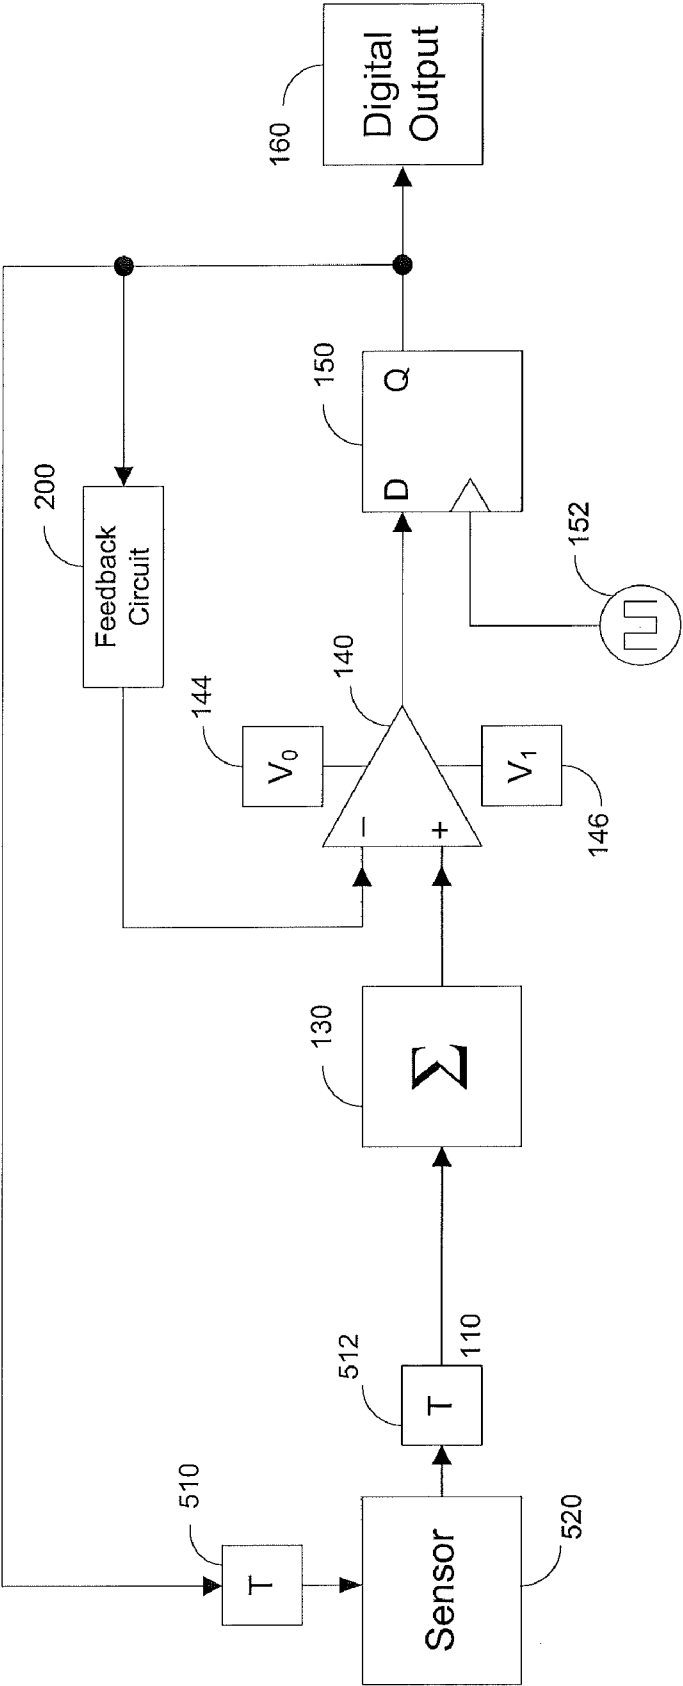 510
T
Sensor
520
512
T
110
130
Σ
200
Feedback
Circuit
144
V0
140
−
+
V1
146
152
150
D
Q
160
Digital
Output